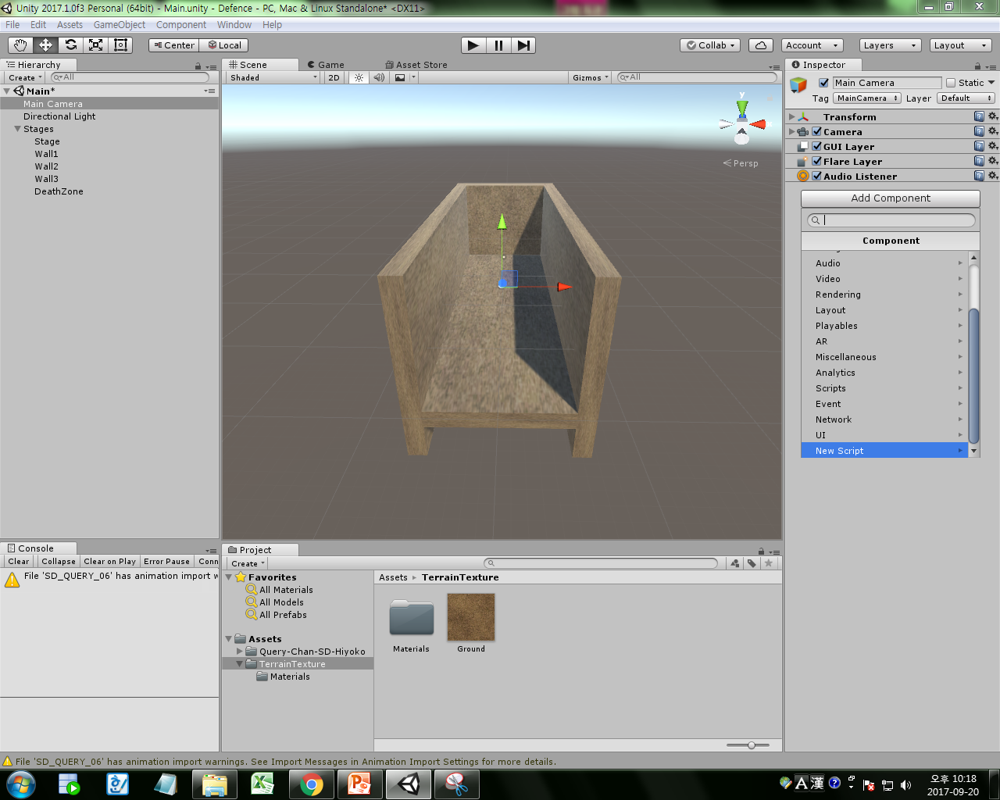 Unity 2017.1.0f3 Personal (64bit) - Main.unity - Defence - PC, Mac & Linux Standalone* <DX11>
File Edit Assets GameObject Component Window Help
Center Local
Collab Account Layers Layout
Hierarchy
Create All
Main*
Main Camera
Directional Light
Stages
Stage
Wall1
Wall2
Wall3
DeathZone
Scene Game Asset Store
Shaded 2D Gizmos All
y
Persp
Inspector
Main Camera Static
Tag MainCamera Layer Default
Transform
Camera
GUI Layer
Flare Layer
Audio Listener
Add Component
Component
Audio
Video
Rendering
Layout
Playables
AR
Miscellaneous
Analytics
Scripts
Event
Network
UI
New Script
Console
Clear Collapse Clear on Play Error Pause Conn
File 'SD_QUERY_06' has animation import w
Project
Create
Favorites
All Materials
All Models
All Prefabs
Assets
Query-Chan-SD-Hiyoko
TerrainTexture
Materials
Assets TerrainTexture
Materials Ground
File 'SD_QUERY_06' has animation import warnings. See Import Messages in Animation Import Settings for more details.
A 漢
오후 10:18
2017-09-20